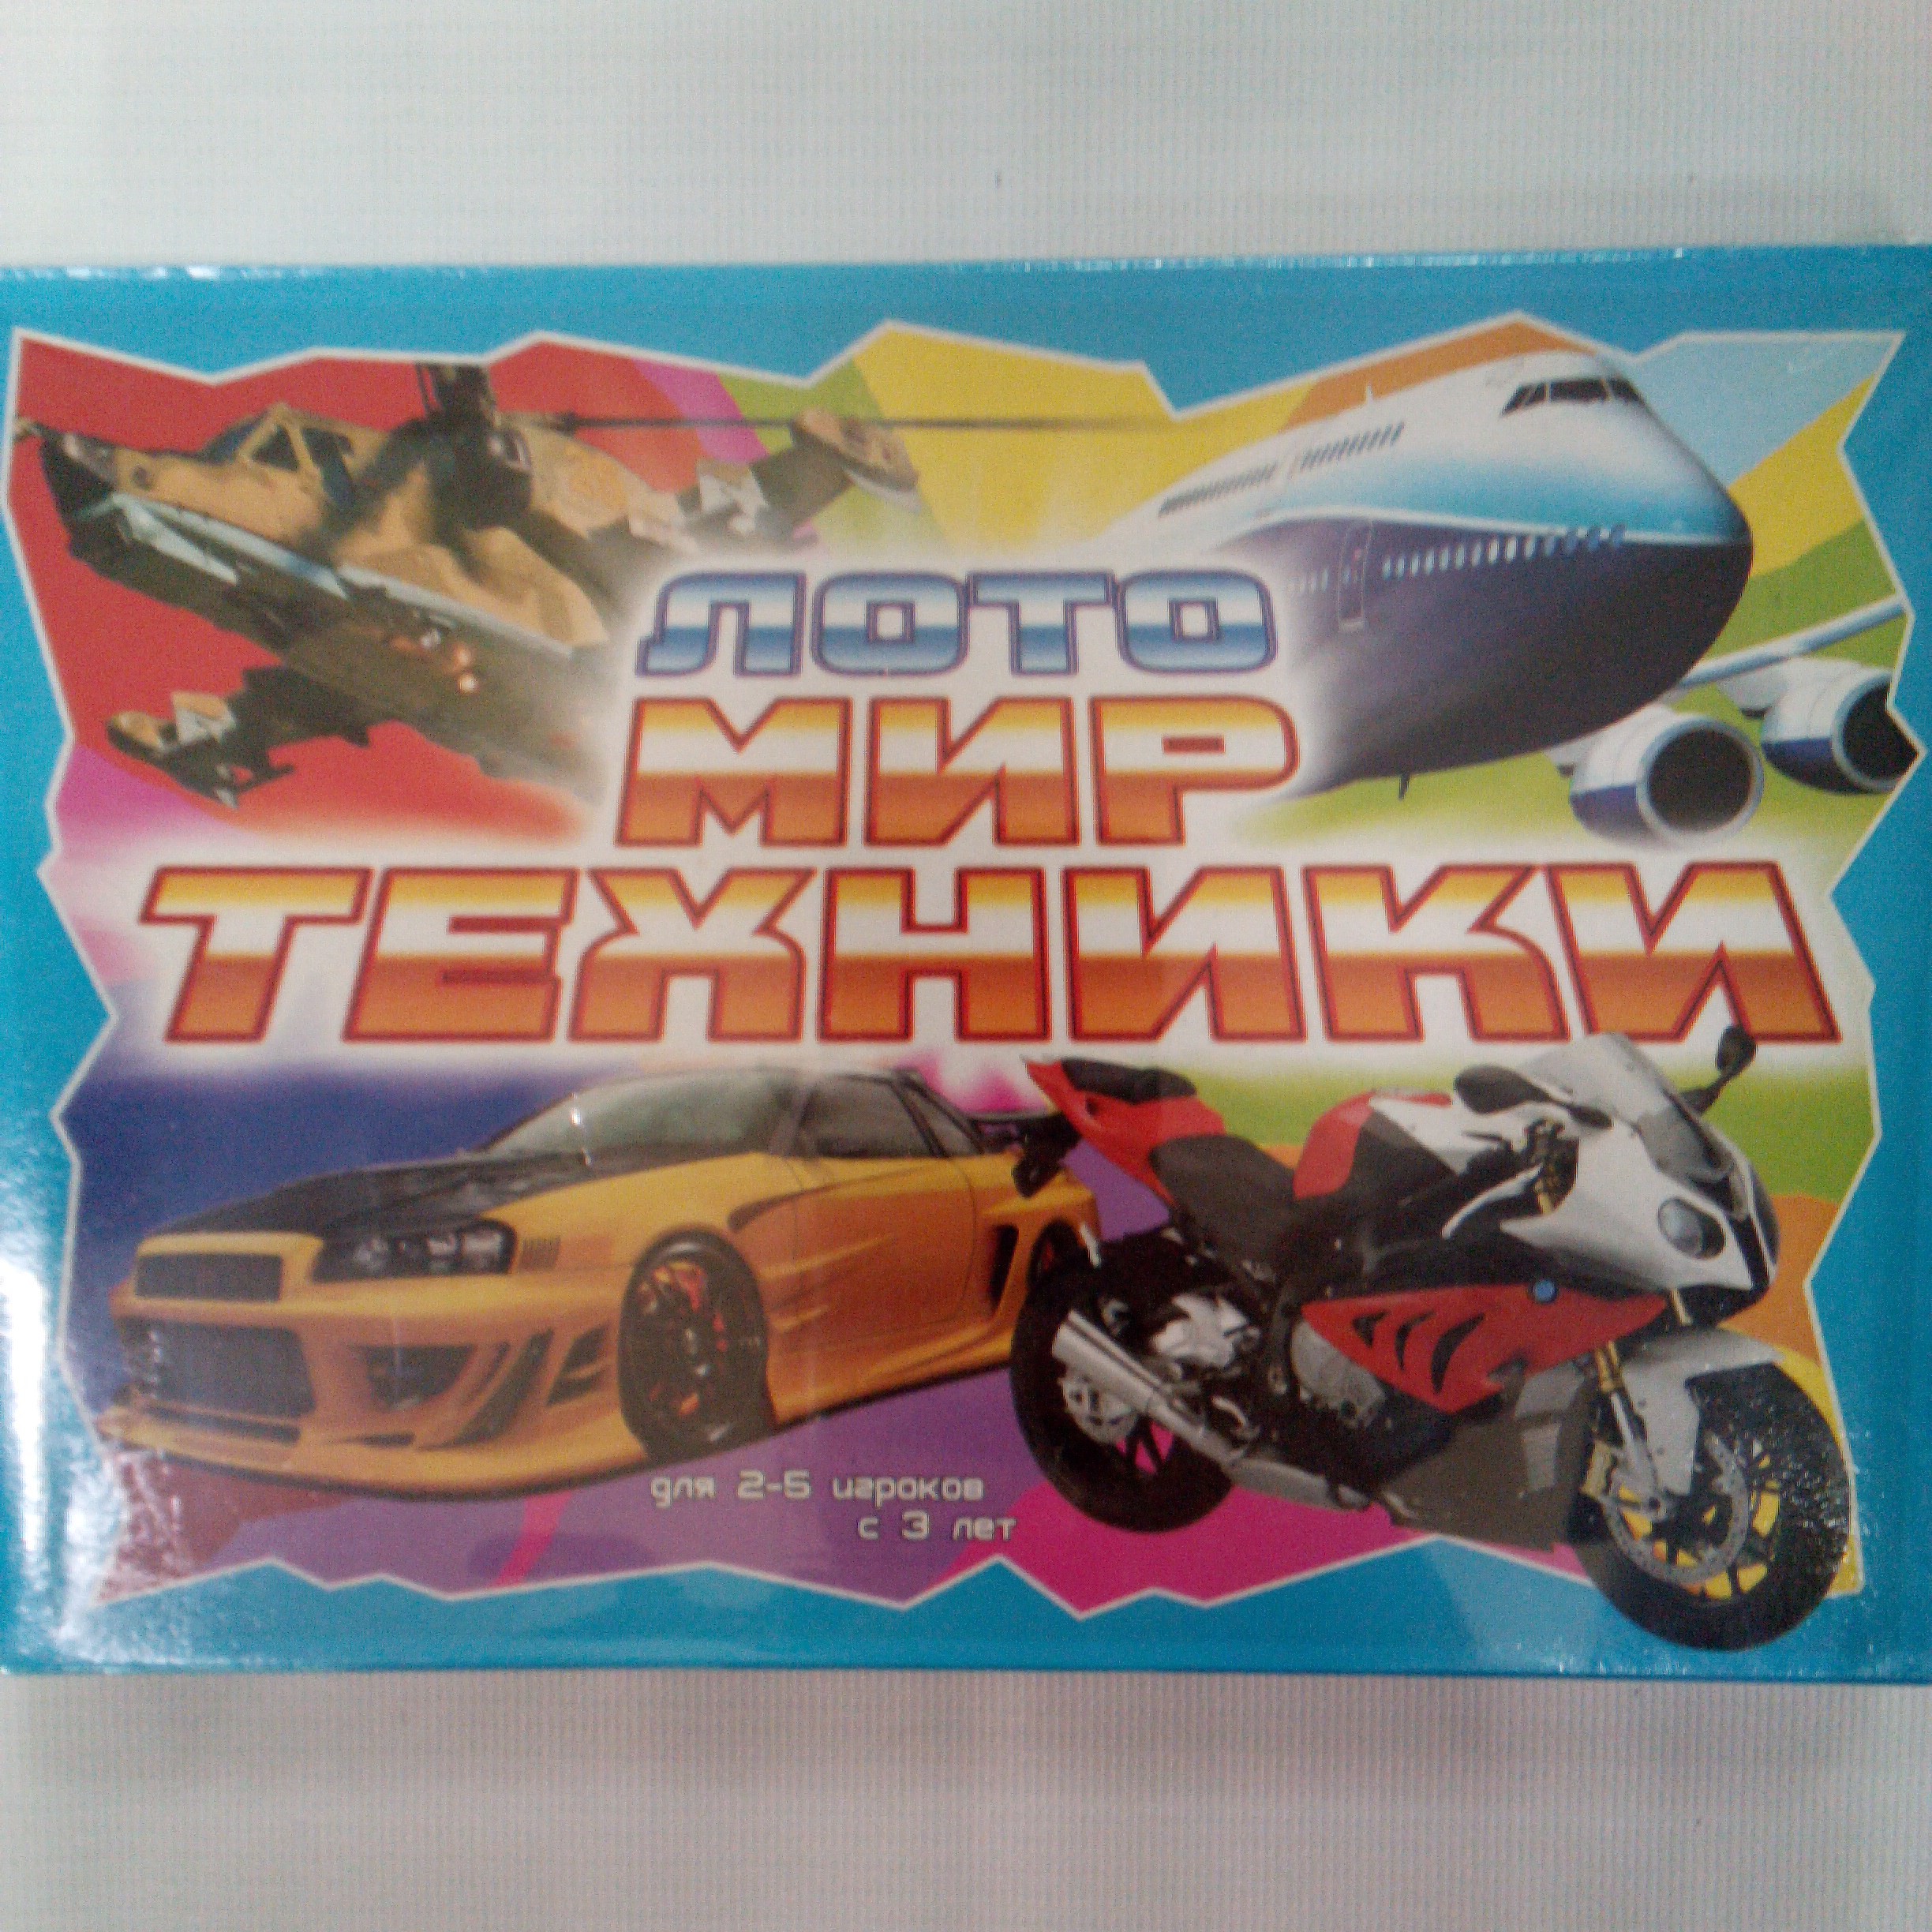 ЛОТО
МИР
ТЕХНИКИ
для 2-5 игроков
с 3 лет